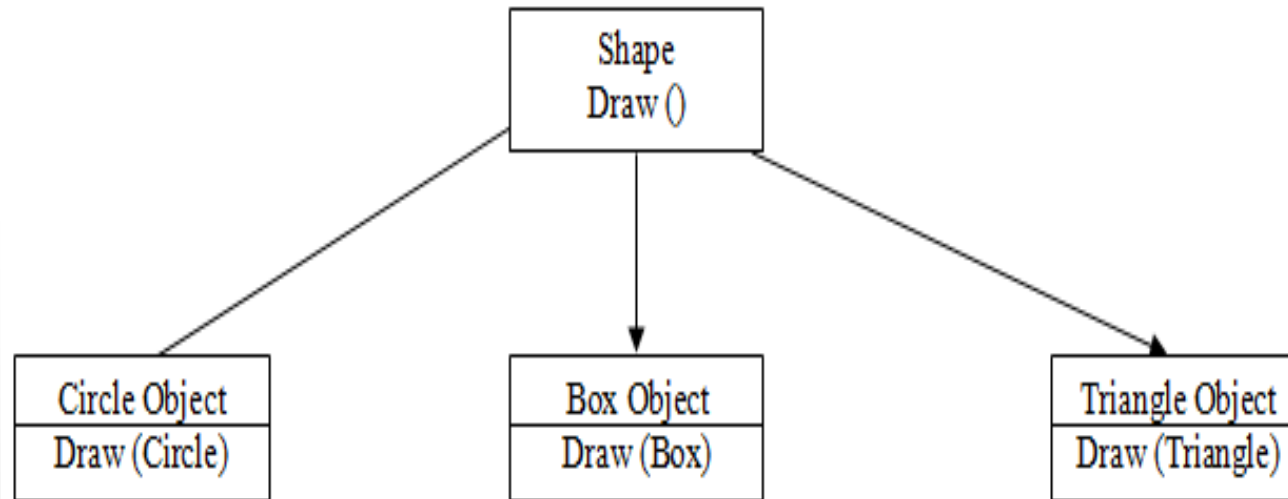 Shape
Draw ()
Circle Object
Draw (Circle)
Box Object
Draw (Box)
Triangle Object
Draw (Triangle)